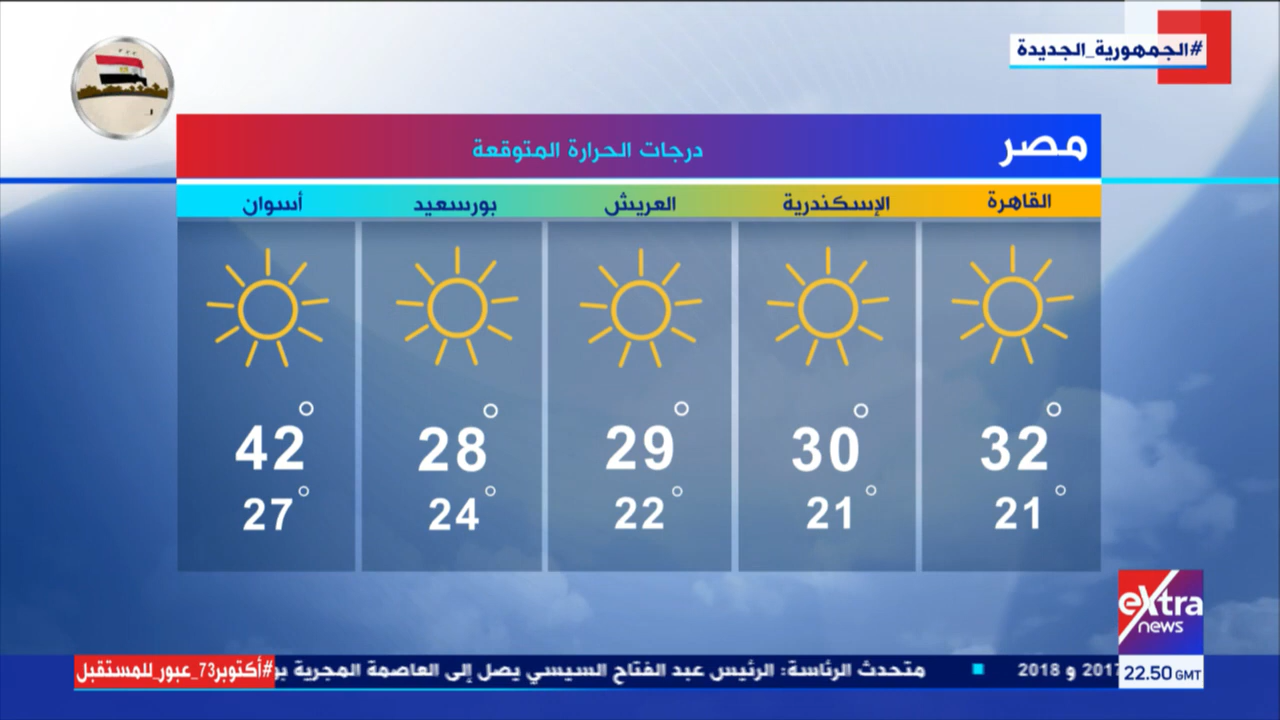 #الجمهورية_الجديدة
مصر
درجات الحرارة المتوقعة
القاهرة الإسكندرية العريش بورسعيد أسوان
32° 30° 29° 28° 42°
21° 21° 22° 24° 27°
eXtra
news
22.50 GMT
2017 و 2018 ■ متحدث الرئاسة: الرئيس عبد الفتاح السيسي يصل إلى العاصمة المجرية
#أكتوبر73_عبور_للمستقبل